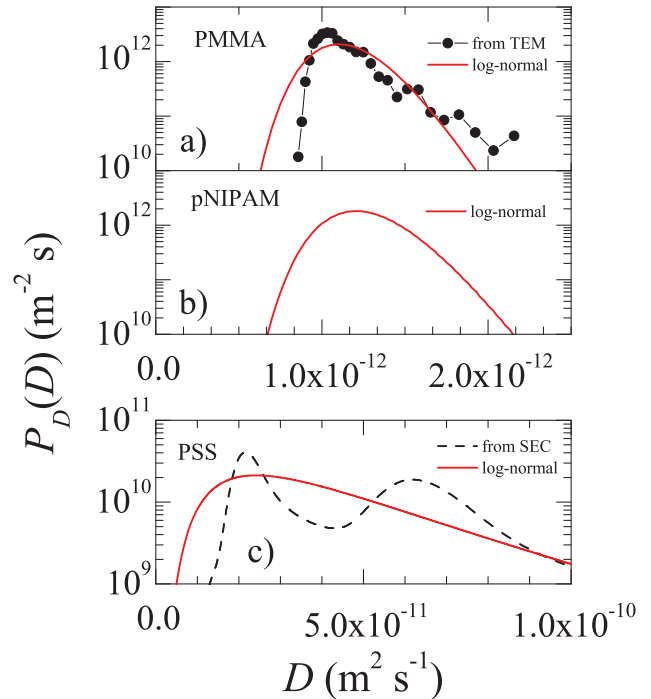 PMMA
from TEM
log-normal
10^12
a)
10^10
pNIPAM
log-normal
10^12
b)
10^10
0.0 1.0x10^-12 2.0x10^-12
P_D(D) (m^-2 s)
10^11
PSS
from SEC
log-normal
10^10
c)
10^9
0.0 5.0x10^-11 1.0x10^-10
D (m^2 s^-1)